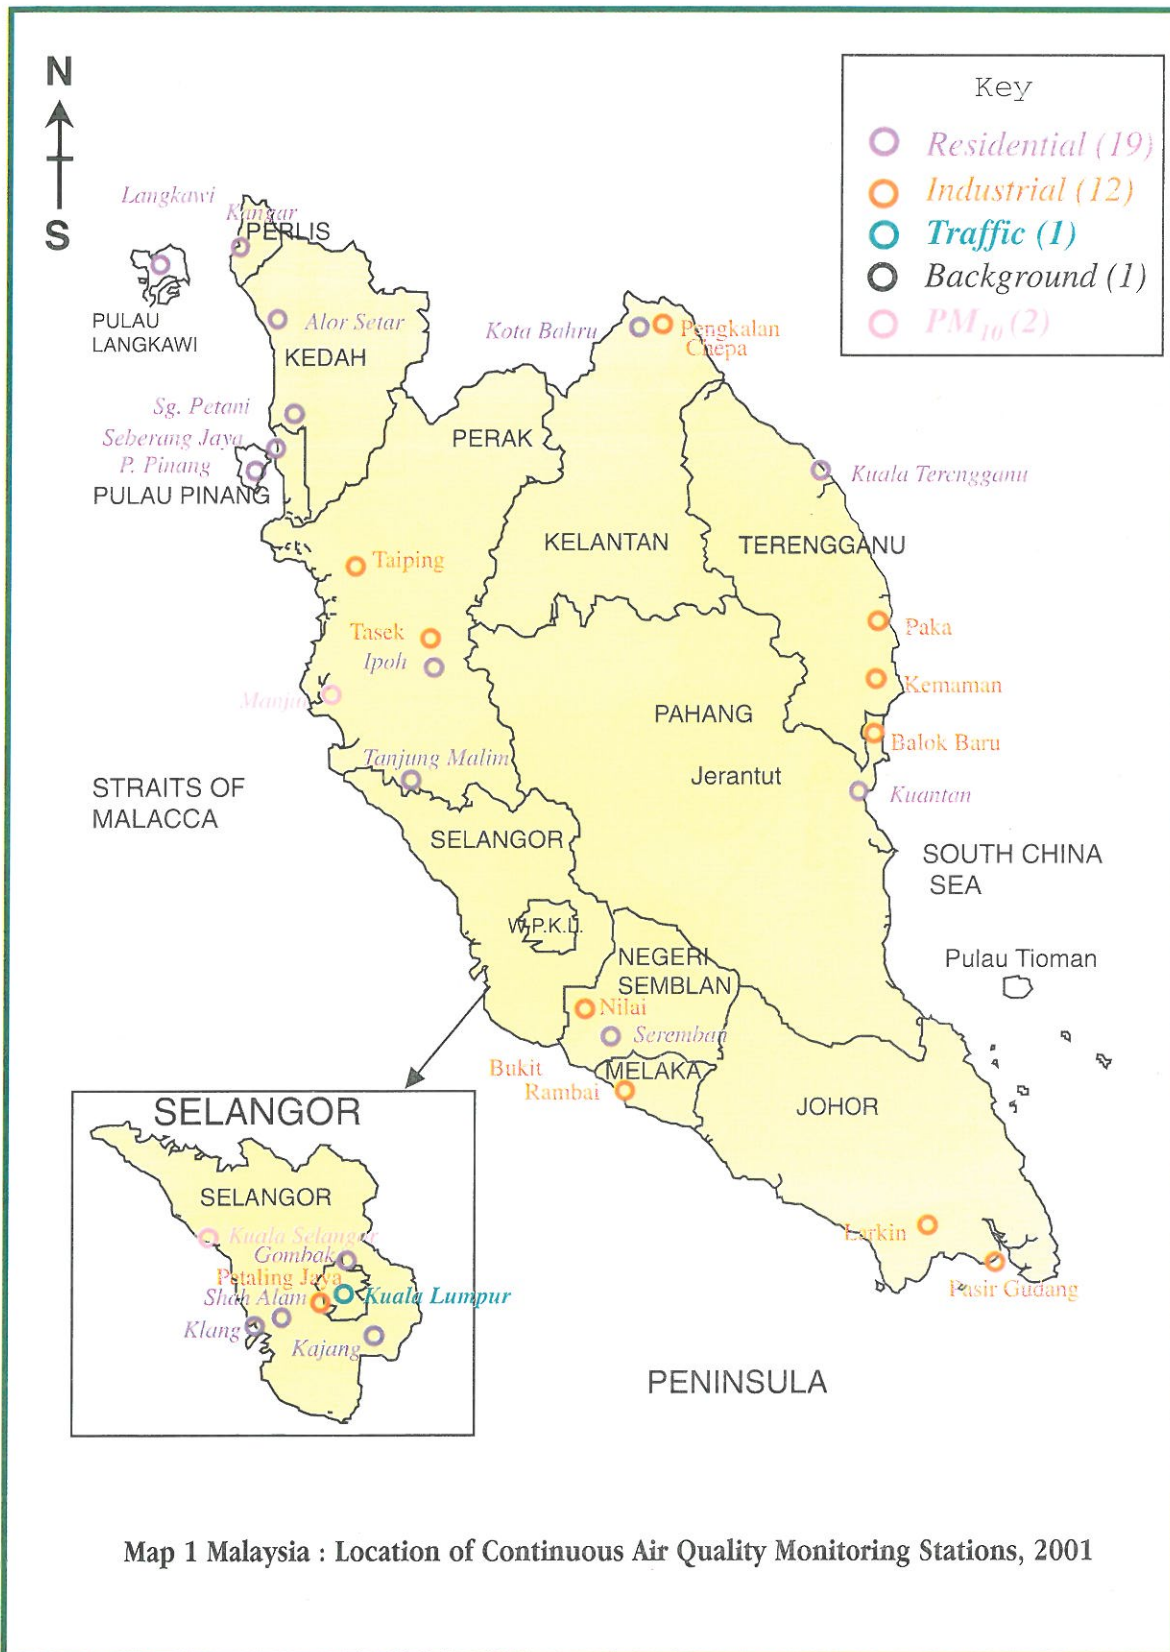 N
S
Key
Residential (19)
Industrial (12)
Traffic (1)
Background (1)
PM10 (2)
Langkawi
Kangar
PERLIS
PULAU
LANGKAWI
Alor Setar
KEDAH
Kota Bahru
Pengkalan
Chepa
Sg. Petani
Seberang Jaya
P. Pinang
PULAU PINANG
PERAK
Kuala Terengganu
KELANTAN
TERENGGANU
Taiping
Tasek
Ipoh
Paka
Kemaman
Manjung
PAHANG
Balok Baru
Tanjung Malim
Jerantut
Kuantan
STRAITS OF
MALACCA
SELANGOR
SOUTH CHINA
SEA
W.P.K.L.
NEGERI
SEMBLAN
Pulau Tioman
Nilai
Seremban
Bukit
Rambai
MELAKA
JOHOR
SELANGOR
SELANGOR
Kuala Selangor
Gombak
Petaling Jaya
Shah Alam
Kuala Lumpur
Klang
Kajang
Larkin
Pasir Gudang
PENINSULA
Map 1 Malaysia : Location of Continuous Air Quality Monitoring Stations, 2001